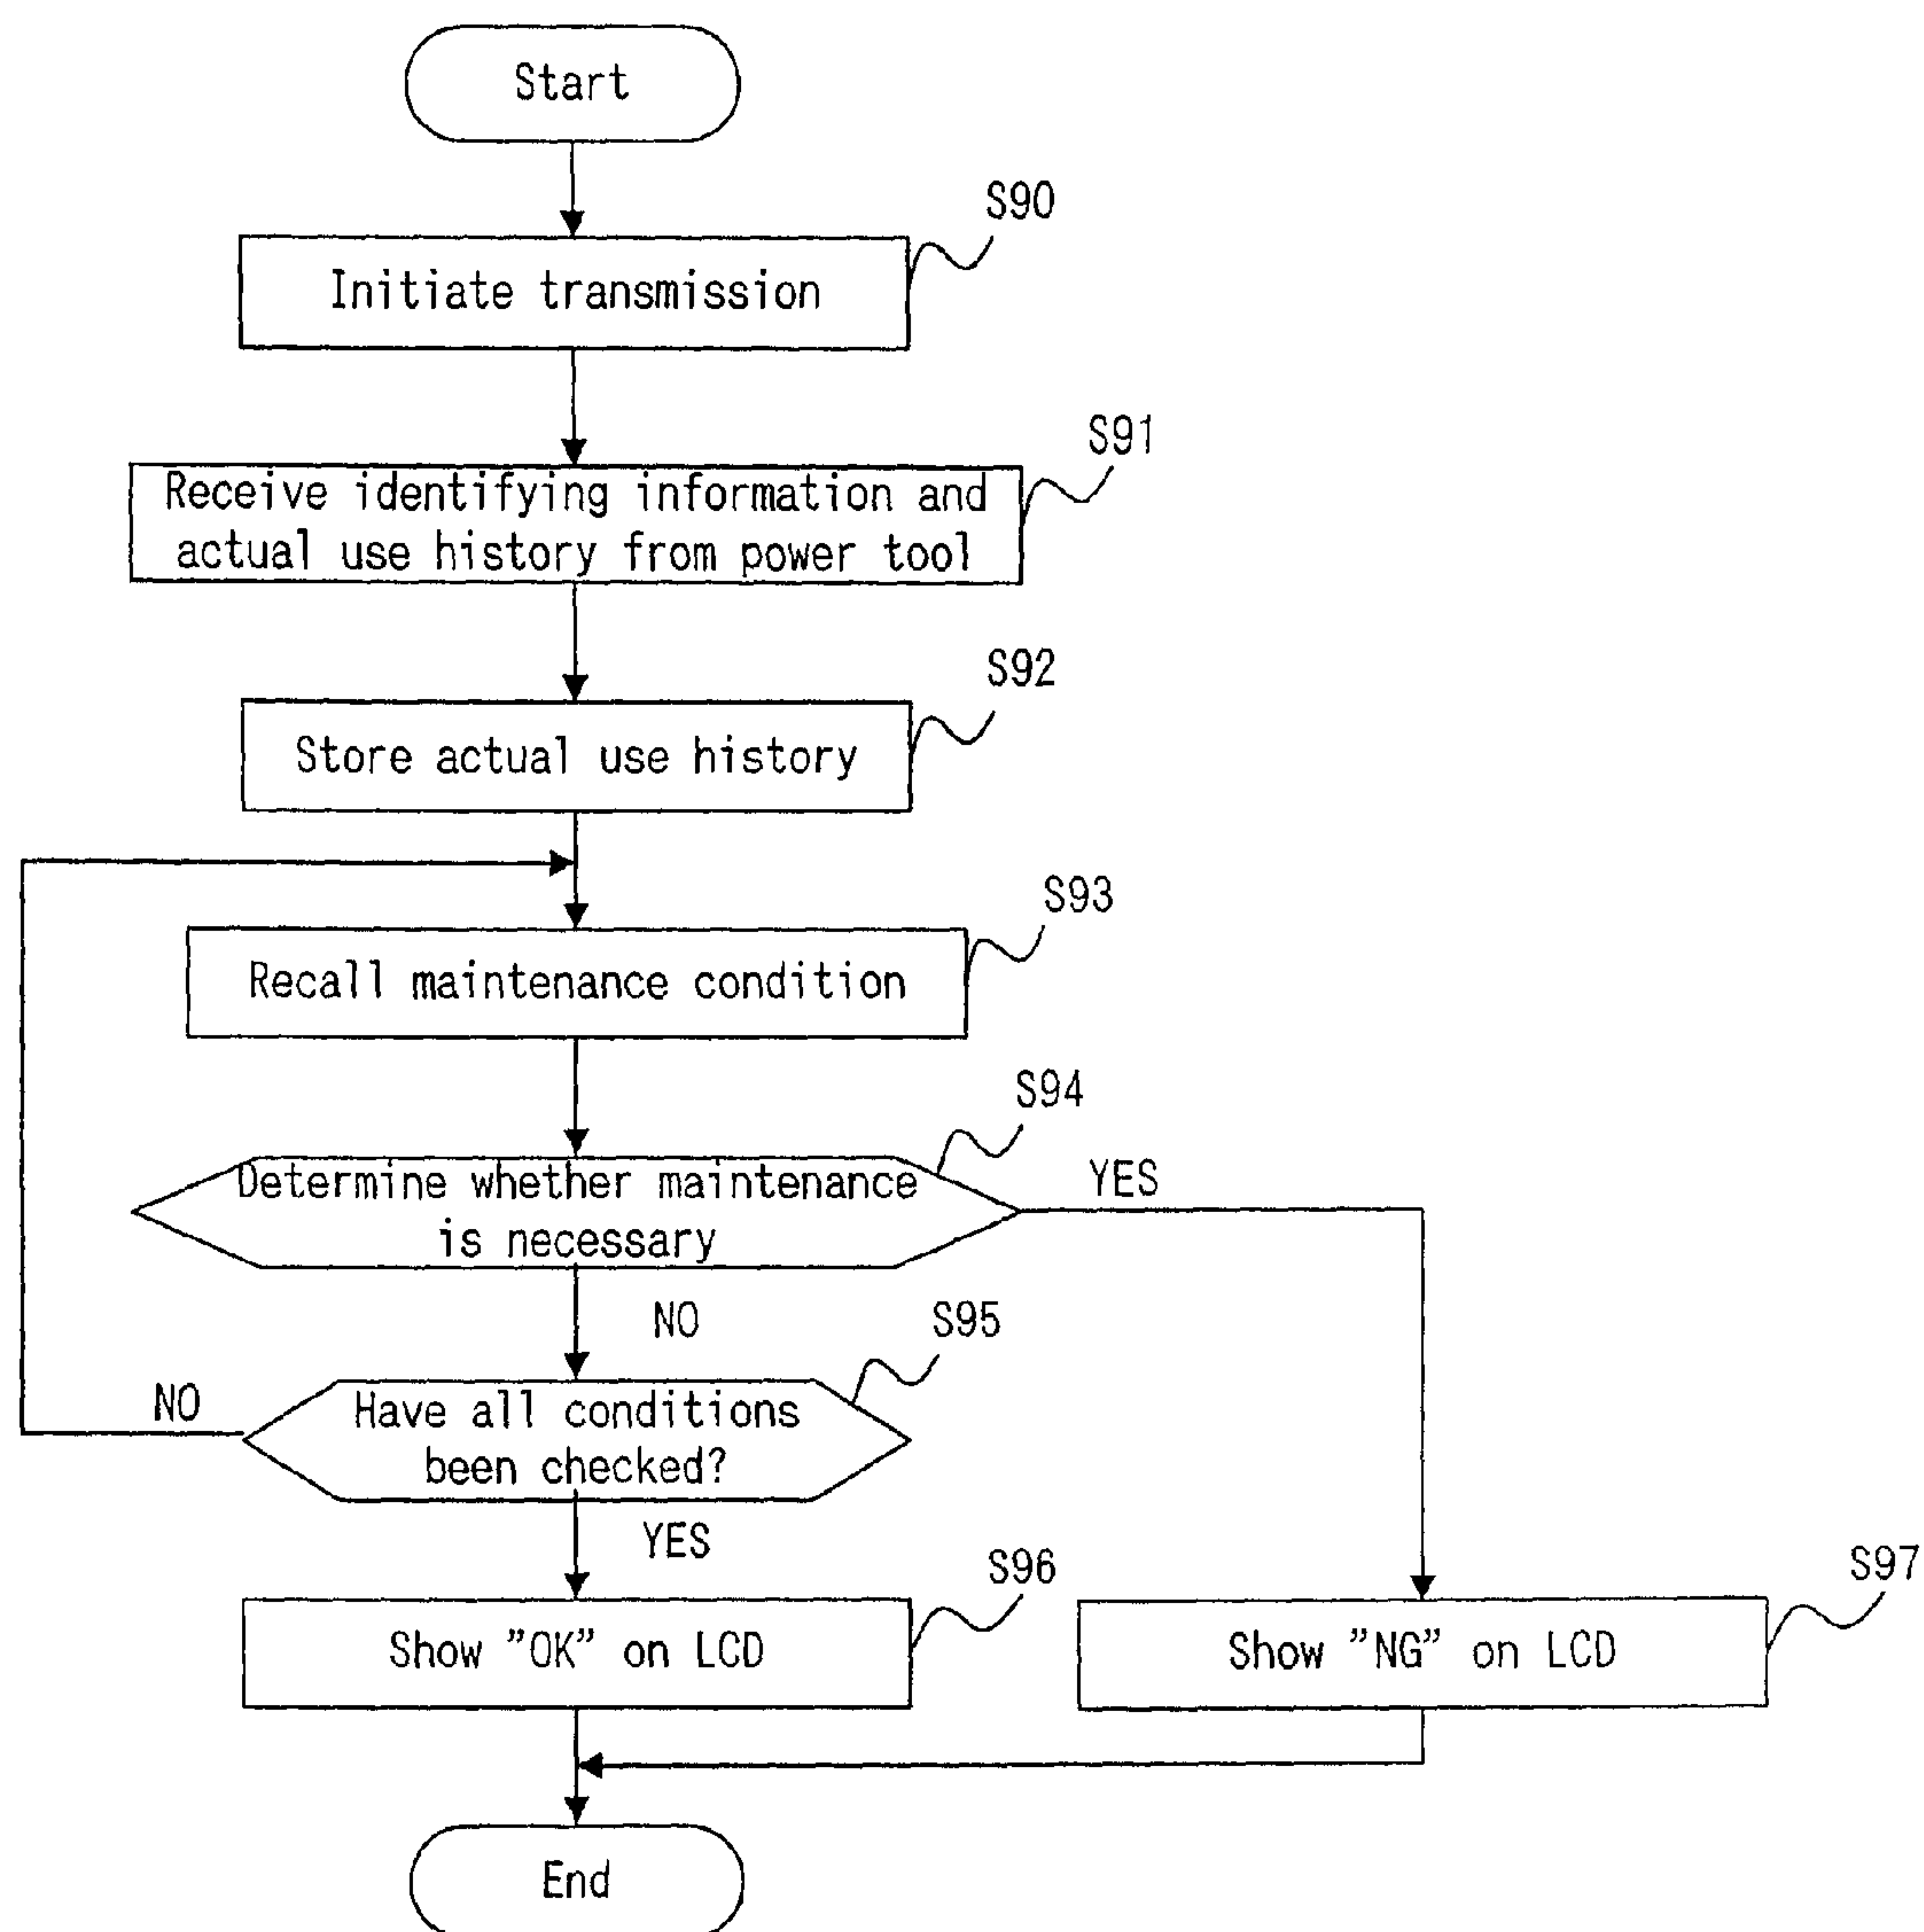 Start
S90
Initiate transmission
S91
Receive identifying information and
actual use history from power tool
S92
Store actual use history
S93
Recall maintenance condition
S94
Determine whether maintenance
is necessary
YES
NO
S95
Have all conditions
been checked?
NO
YES
S96
Show ”OK” on LCD
S97
Show ”NG” on LCD
End